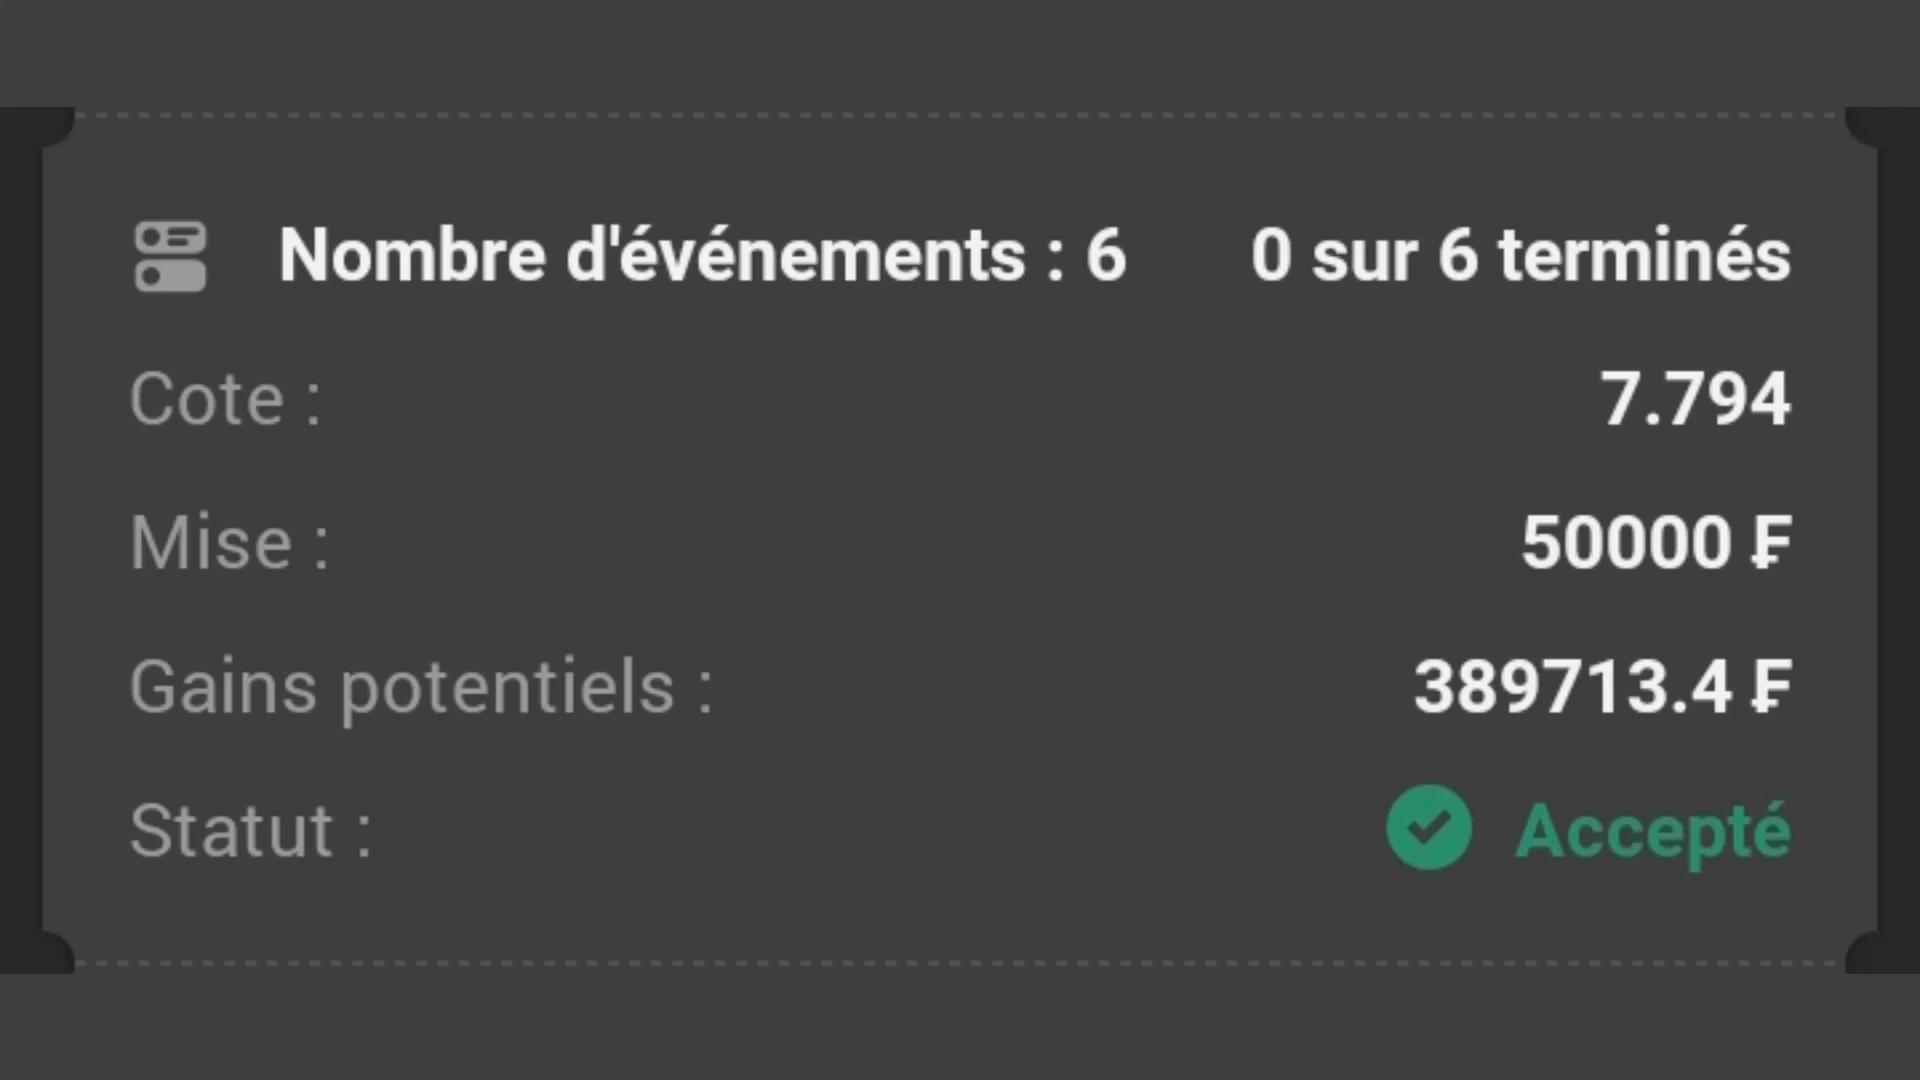 Nombre d'événements : 6 0 sur 6 terminés
Cote : 7.794
Mise : 50000 ₣
Gains potentiels : 389713.4 ₣
Statut : Accepté